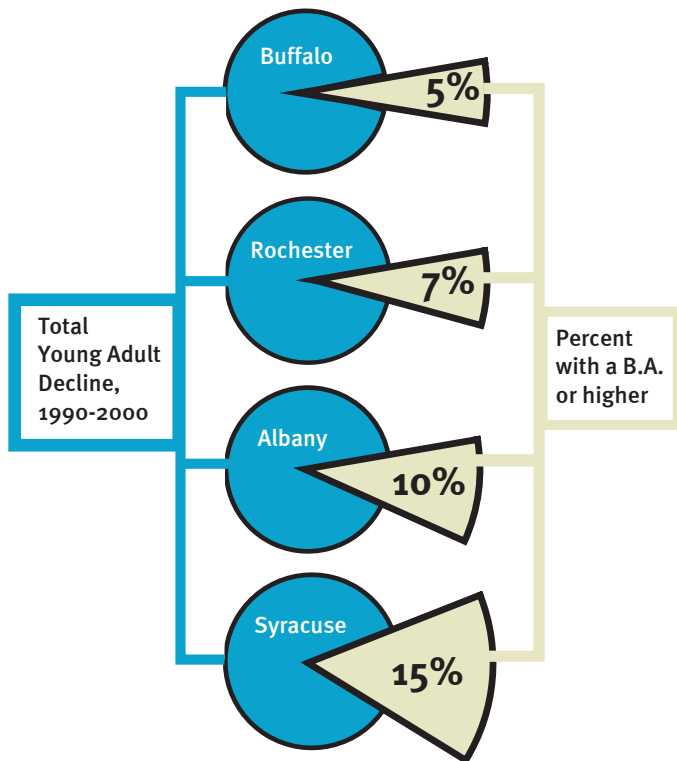 Buffalo
5%
Rochester
7%
Total
Young Adult
Decline,
1990-2000
Percent
with a B.A.
or higher
Albany
10%
Syracuse
15%